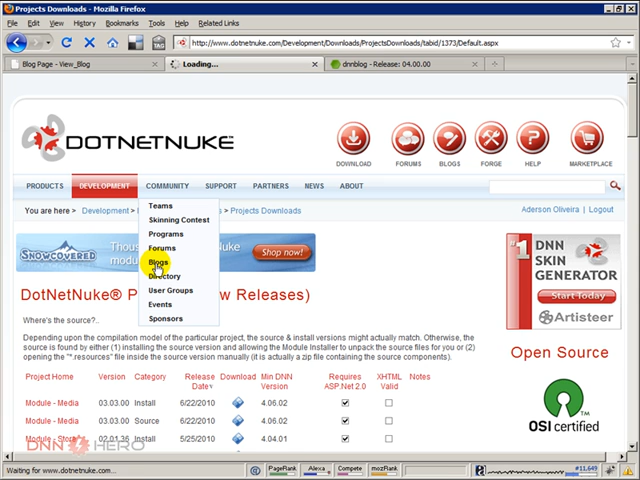 Projects Downloads - Mozilla Firefox
File Edit View History Bookmarks Tools Help Related Links
http://www.dotnetnuke.com/Development/Downloads/ProjectsDownloads/tabid/1373/Default.aspx
Blog Page - View_Blog
Loading...
dnnblog - Release: 04.00.00
DOTNETNUKE
DOWNLOAD FORUMS BLOGS FORGE HELP MARKETPLACE
PRODUCTS DEVELOPMENT COMMUNITY SUPPORT PARTNERS NEWS ABOUT
You are here > Development > Projects Downloads
Aderson Oliveira | Logout
Teams
Skinning Contest
Programs
Forums
Blogs
Directory
User Groups
Events
Sponsors
SNOWCOVERED
Shop now!
#1 DNN SKIN GENERATOR
Start Today
Artisteer
DotNetNuke® P w Releases)
Where's the source?..
Depending upon the compilation model of the particular project, the source & install versions might actually match. Otherwise, the
source is found by either (1) installing the source version and allowing the Module Installer to unpack the source files for you or (2)
opening the "*.resources" file inside the source version manually (it is actually a zip file containing the source components).
Open Source
OSI certified
Project Home Version Category Release Date Download Min DNN Version Requires ASP.Net 2.0 XHTML Valid Notes
Module - Media 03.03.00 Install 6/22/2010 4.06.02
Module - Media 03.03.00 Source 6/22/2010 4.06.02
Module - Store 02.01.36 Install 5/25/2010 4.04.01
DNN HERO
Waiting for www.dotnetnuke.com...
PageRank Alexa Compete mozRank #11,649